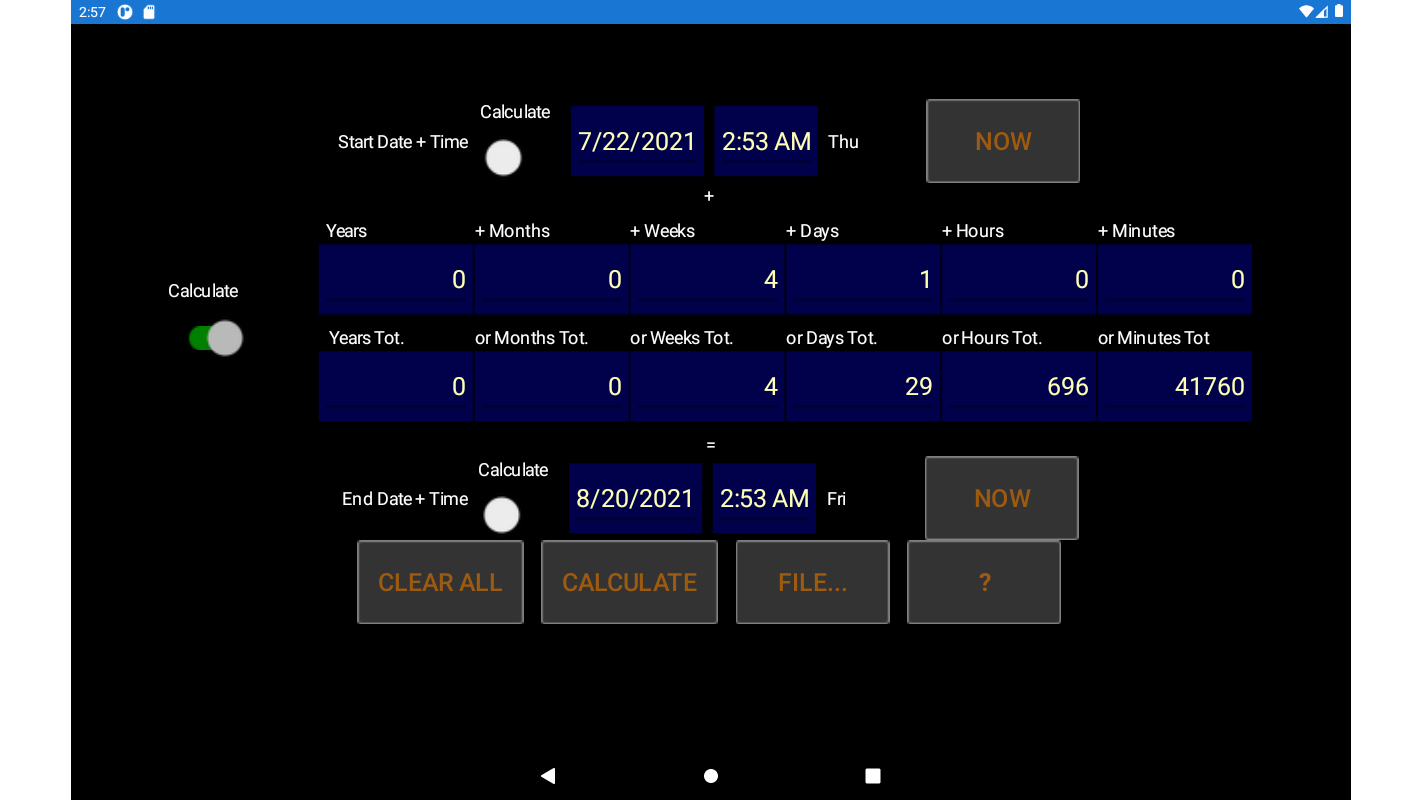 2:57
Calculate
Start Date + Time 7/22/2021 2:53 AM Thu NOW
+
Years + Months + Weeks + Days + Hours + Minutes
0 0 4 1 0 0
Calculate
Years Tot. or Months Tot. or Weeks Tot. or Days Tot. or Hours Tot. or Minutes Tot
0 0 4 29 696 41760
=
Calculate
End Date + Time 8/20/2021 2:53 AM Fri NOW
CLEAR ALL CALCULATE FILE... ?